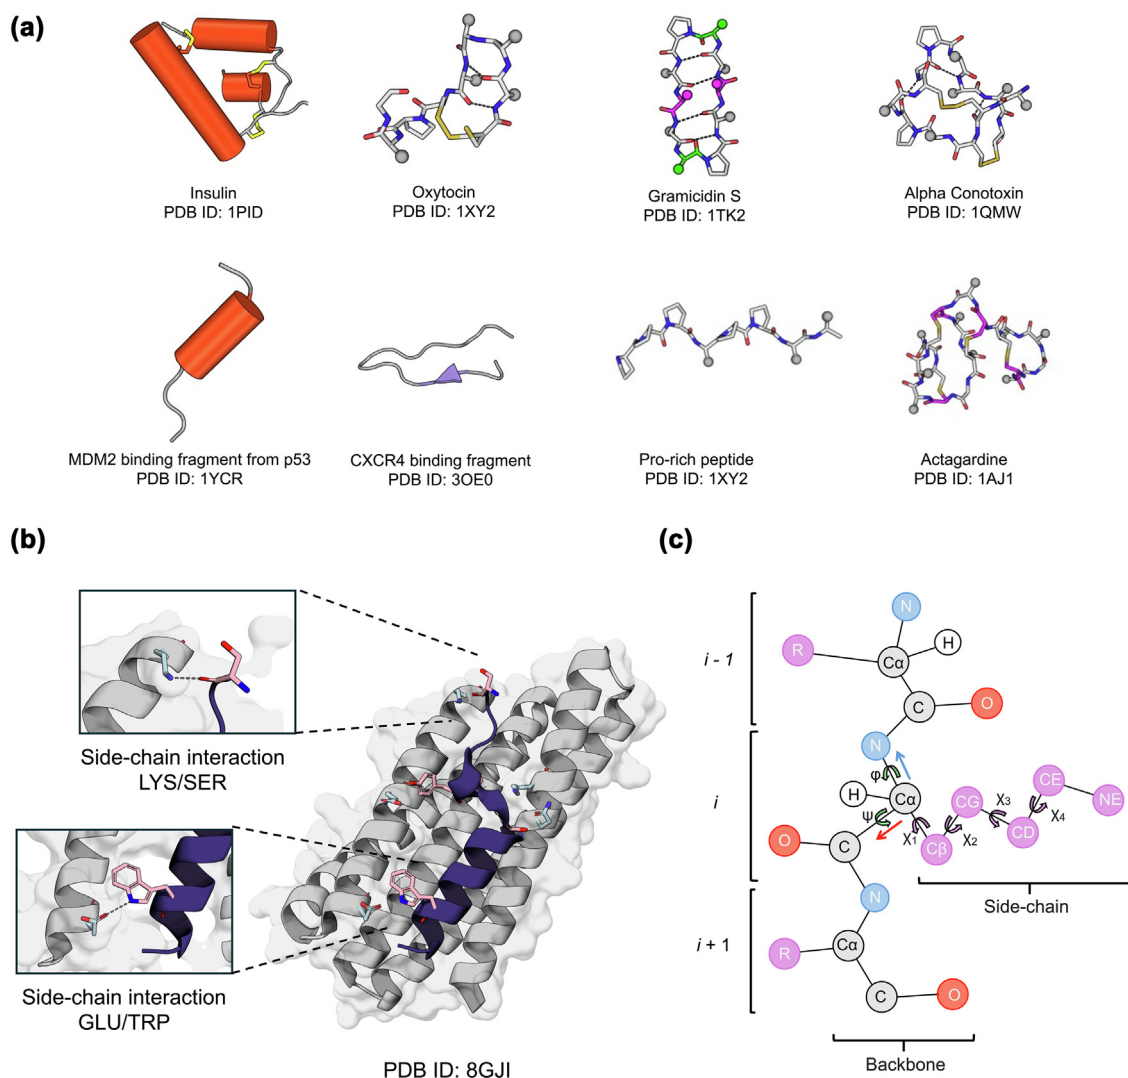 (a)
Insulin
PDB ID: 1PID
Oxytocin
PDB ID: 1XY2
Gramicidin S
PDB ID: 1TK2
Alpha Conotoxin
PDB ID: 1QMW
MDM2 binding fragment from p53
PDB ID: 1YCR
CXCR4 binding fragment
PDB ID: 3OE0
Pro-rich peptide
PDB ID: 1XY2
Actagardine
PDB ID: 1AJ1
(b)
Side-chain interaction
LYS/SER
Side-chain interaction
GLU/TRP
PDB ID: 8GJI
(c)
i - 1
N
R
H
Cα
C
O
i
N
φ
H
Cα
ψ
O
C
χ1
Cβ
χ2
CG
χ3
CD
χ4
CE
NE
Side-chain
i + 1
N
R
Cα
C
O
Backbone